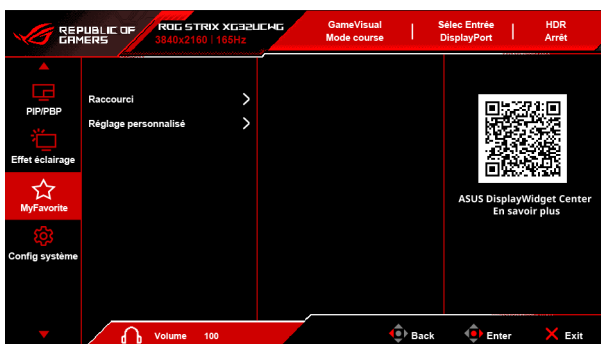 REPUBLIC OF
GAMERS
ROG STRIX XG32UCWG
3840x2160 | 165Hz
GameVisual
Mode course
Sélec Entrée
DisplayPort
HDR
Arrêt
PIP/PBP
Effet éclairage
MyFavorite
Config système
Raccourci
Réglage personnalisé
ASUS DisplayWidget Center
En savoir plus
Volume 100
Back
Enter
Exit